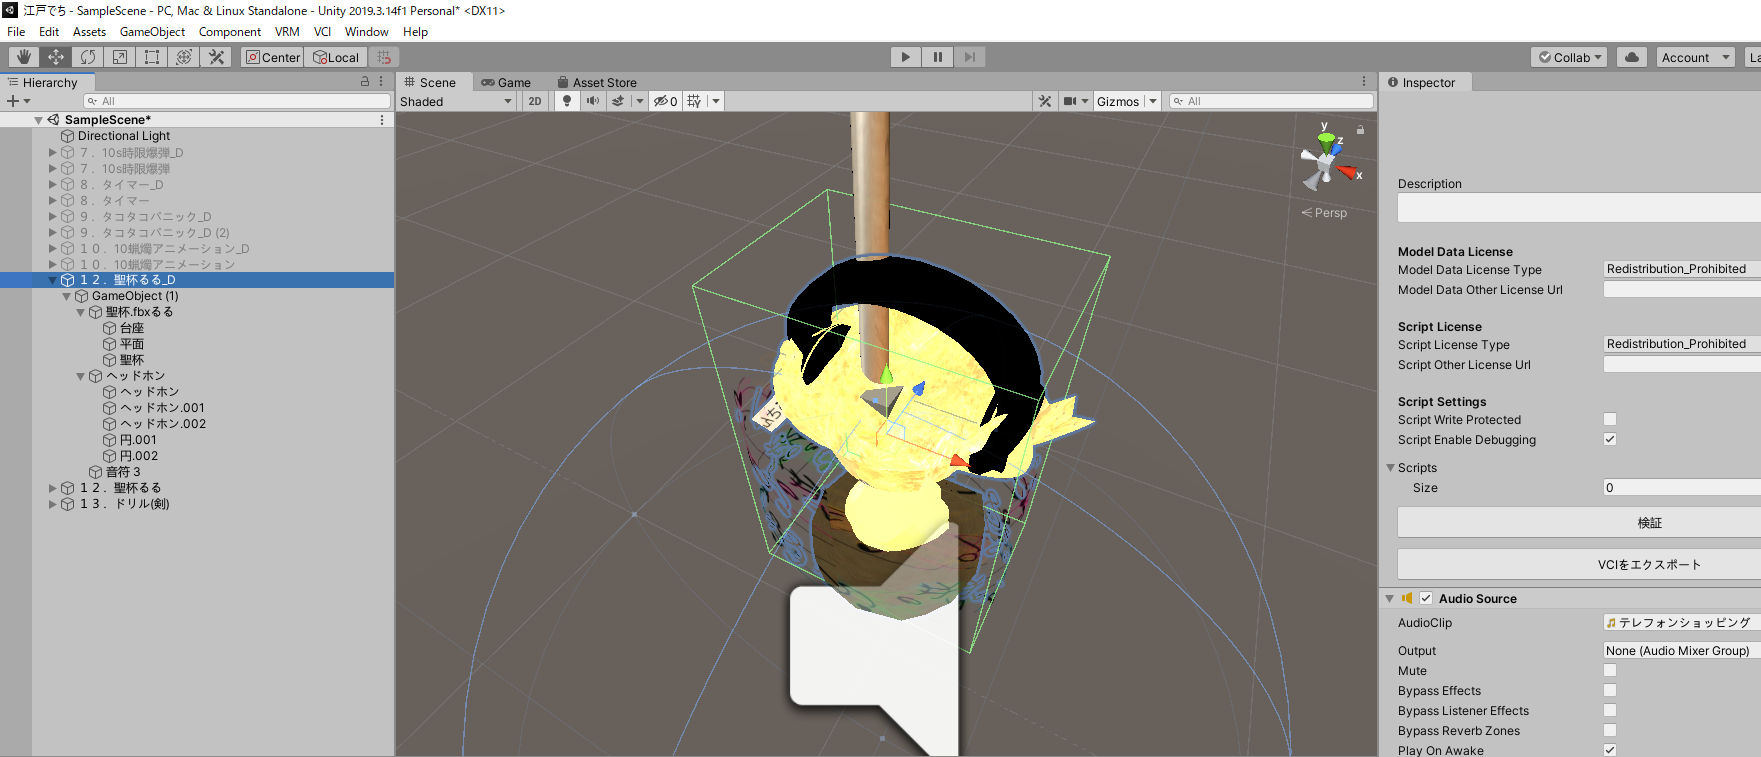 江戸でち - SampleScene - PC, Mac & Linux Standalone - Unity 2019.3.14f1 Personal* <DX11>
File Edit Assets GameObject Component VRM VCI Window Help
Center Local Collab Account La
Hierarchy
All
SampleScene*
Directional Light
７．10s時限爆弾_D
７．10s時限爆弾
８．タイマー_D
８．タイマー
９．タコタコパニック_D
９．タコタコパニック_D (2)
１０．10蝋燭アニメーション_D
１０．10蝋燭アニメーション
１２．聖杯るる_D
GameObject (1)
聖杯.fbxるる
台座
平面
聖杯
ヘッドホン
ヘッドホン
ヘッドホン.001
ヘッドホン.002
円.001
円.002
音符 3
１２．聖杯るる
１３．ドリル(剣)
Scene Game Asset Store
Shaded 2D 0 Gizmos All
y
z
x
Persp
Inspector
Description
Model Data License
Model Data License Type Redistribution_Prohibited
Model Data Other License Url
Script License
Script License Type Redistribution_Prohibited
Script Other License Url
Script Settings
Script Write Protected
Script Enable Debugging
Scripts
Size 0
検証
VCIをエクスポート
Audio Source
AudioClip テレフォンショッピング
Output None (Audio Mixer Group)
Mute
Bypass Effects
Bypass Listener Effects
Bypass Reverb Zones
Play On Awake